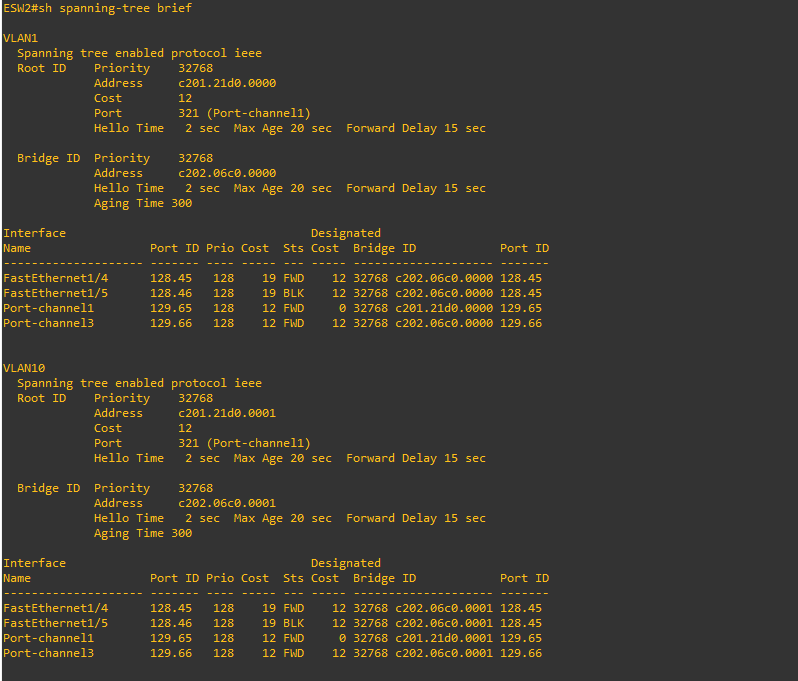 ESW2#sh spanning-tree brief

VLAN1
  Spanning tree enabled protocol ieee
  Root ID    Priority    32768
             Address     c201.21d0.0000
             Cost        12
             Port        321 (Port-channel1)
             Hello Time   2 sec  Max Age 20 sec  Forward Delay 15 sec

  Bridge ID  Priority    32768
             Address     c202.06c0.0000
             Hello Time   2 sec  Max Age 20 sec  Forward Delay 15 sec
             Aging Time 300

Interface                                   Designated
Name                 Port ID Prio Cost  Sts Cost  Bridge ID            Port ID
-------------------- ------- ---- ----- --- ----- -------------------- -------
FastEthernet1/4      128.45   128    19 FWD    12 32768 c202.06c0.0000 128.45
FastEthernet1/5      128.46   128    19 BLK    12 32768 c202.06c0.0000 128.45
Port-channel1        129.65   128    12 FWD     0 32768 c201.21d0.0000 129.65
Port-channel3        129.66   128    12 FWD    12 32768 c202.06c0.0000 129.66

VLAN10
  Spanning tree enabled protocol ieee
  Root ID    Priority    32768
             Address     c201.21d0.0001
             Cost        12
             Port        321 (Port-channel1)
             Hello Time   2 sec  Max Age 20 sec  Forward Delay 15 sec

  Bridge ID  Priority    32768
             Address     c202.06c0.0001
             Hello Time   2 sec  Max Age 20 sec  Forward Delay 15 sec
             Aging Time 300

Interface                                   Designated
Name                 Port ID Prio Cost  Sts Cost  Bridge ID            Port ID
-------------------- ------- ---- ----- --- ----- -------------------- -------
FastEthernet1/4      128.45   128    19 FWD    12 32768 c202.06c0.0001 128.45
FastEthernet1/5      128.46   128    19 BLK    12 32768 c202.06c0.0001 128.45
Port-channel1        129.65   128    12 FWD     0 32768 c201.21d0.0001 129.65
Port-channel3        129.66   128    12 FWD    12 32768 c202.06c0.0001 129.66